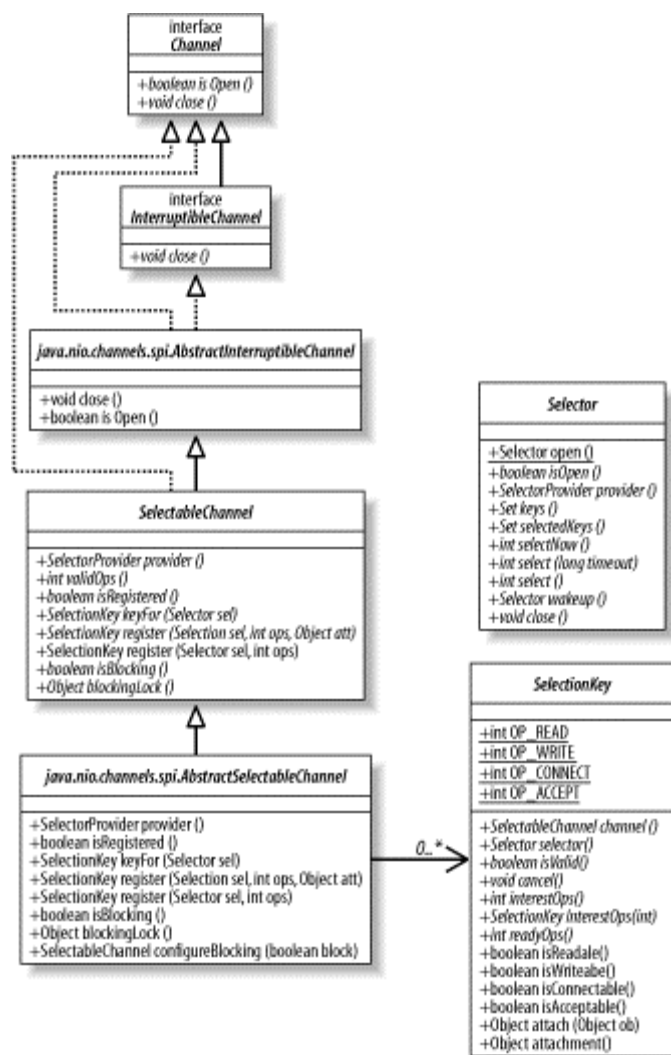 interface
Channel
+boolean is Open ()
+void close ()
interface
InterruptibleChannel
+void close ()
java.nio.channels.spi.AbstractInterruptibleChannel
+void close ()
+boolean is Open ()
SelectableChannel
+SelectorProvider provider ()
+int validOps ()
+boolean isRegistered ()
+SelectionKey keyFor (Selector sel)
+SelectionKey register (Selection sel, int ops, Object att)
+SelectionKey register (Selector sel, int ops)
+boolean isBlocking ()
+Object blockingLock ()
java.nio.channels.spi.AbstractSelectableChannel
+SelectorProvider provider ()
+boolean isRegistered ()
+SelectionKey keyFor (Selector sel)
+SelectionKey register (Selection sel, int ops, Object att)
+SelectionKey register (Selector sel, int ops)
+boolean isBlocking ()
+Object blockingLock ()
+SelectableChannel configureBlocking (boolean block)
0..*
Selector
+Selector open ()
+boolean isOpen ()
+SelectorProvider provider ()
+Set keys ()
+Set selectedKeys ()
+int selectNow ()
+int select (long timeout)
+int select ()
+Selector wakeup ()
+void close ()
SelectionKey
+int OP_READ
+int OP_WRITE
+int OP_CONNECT
+int OP_ACCEPT
+SelectableChannel channel ()
+Selector selector()
+boolean isValid()
+void cancel()
+int interestOps()
+SelectionKey InterestOps(int)
+int readyOps()
+boolean isReadale()
+boolean isWriteabe()
+boolean isConnectable()
+boolean isAcceptable()
+Object attach (Object ob)
+Object attachment()